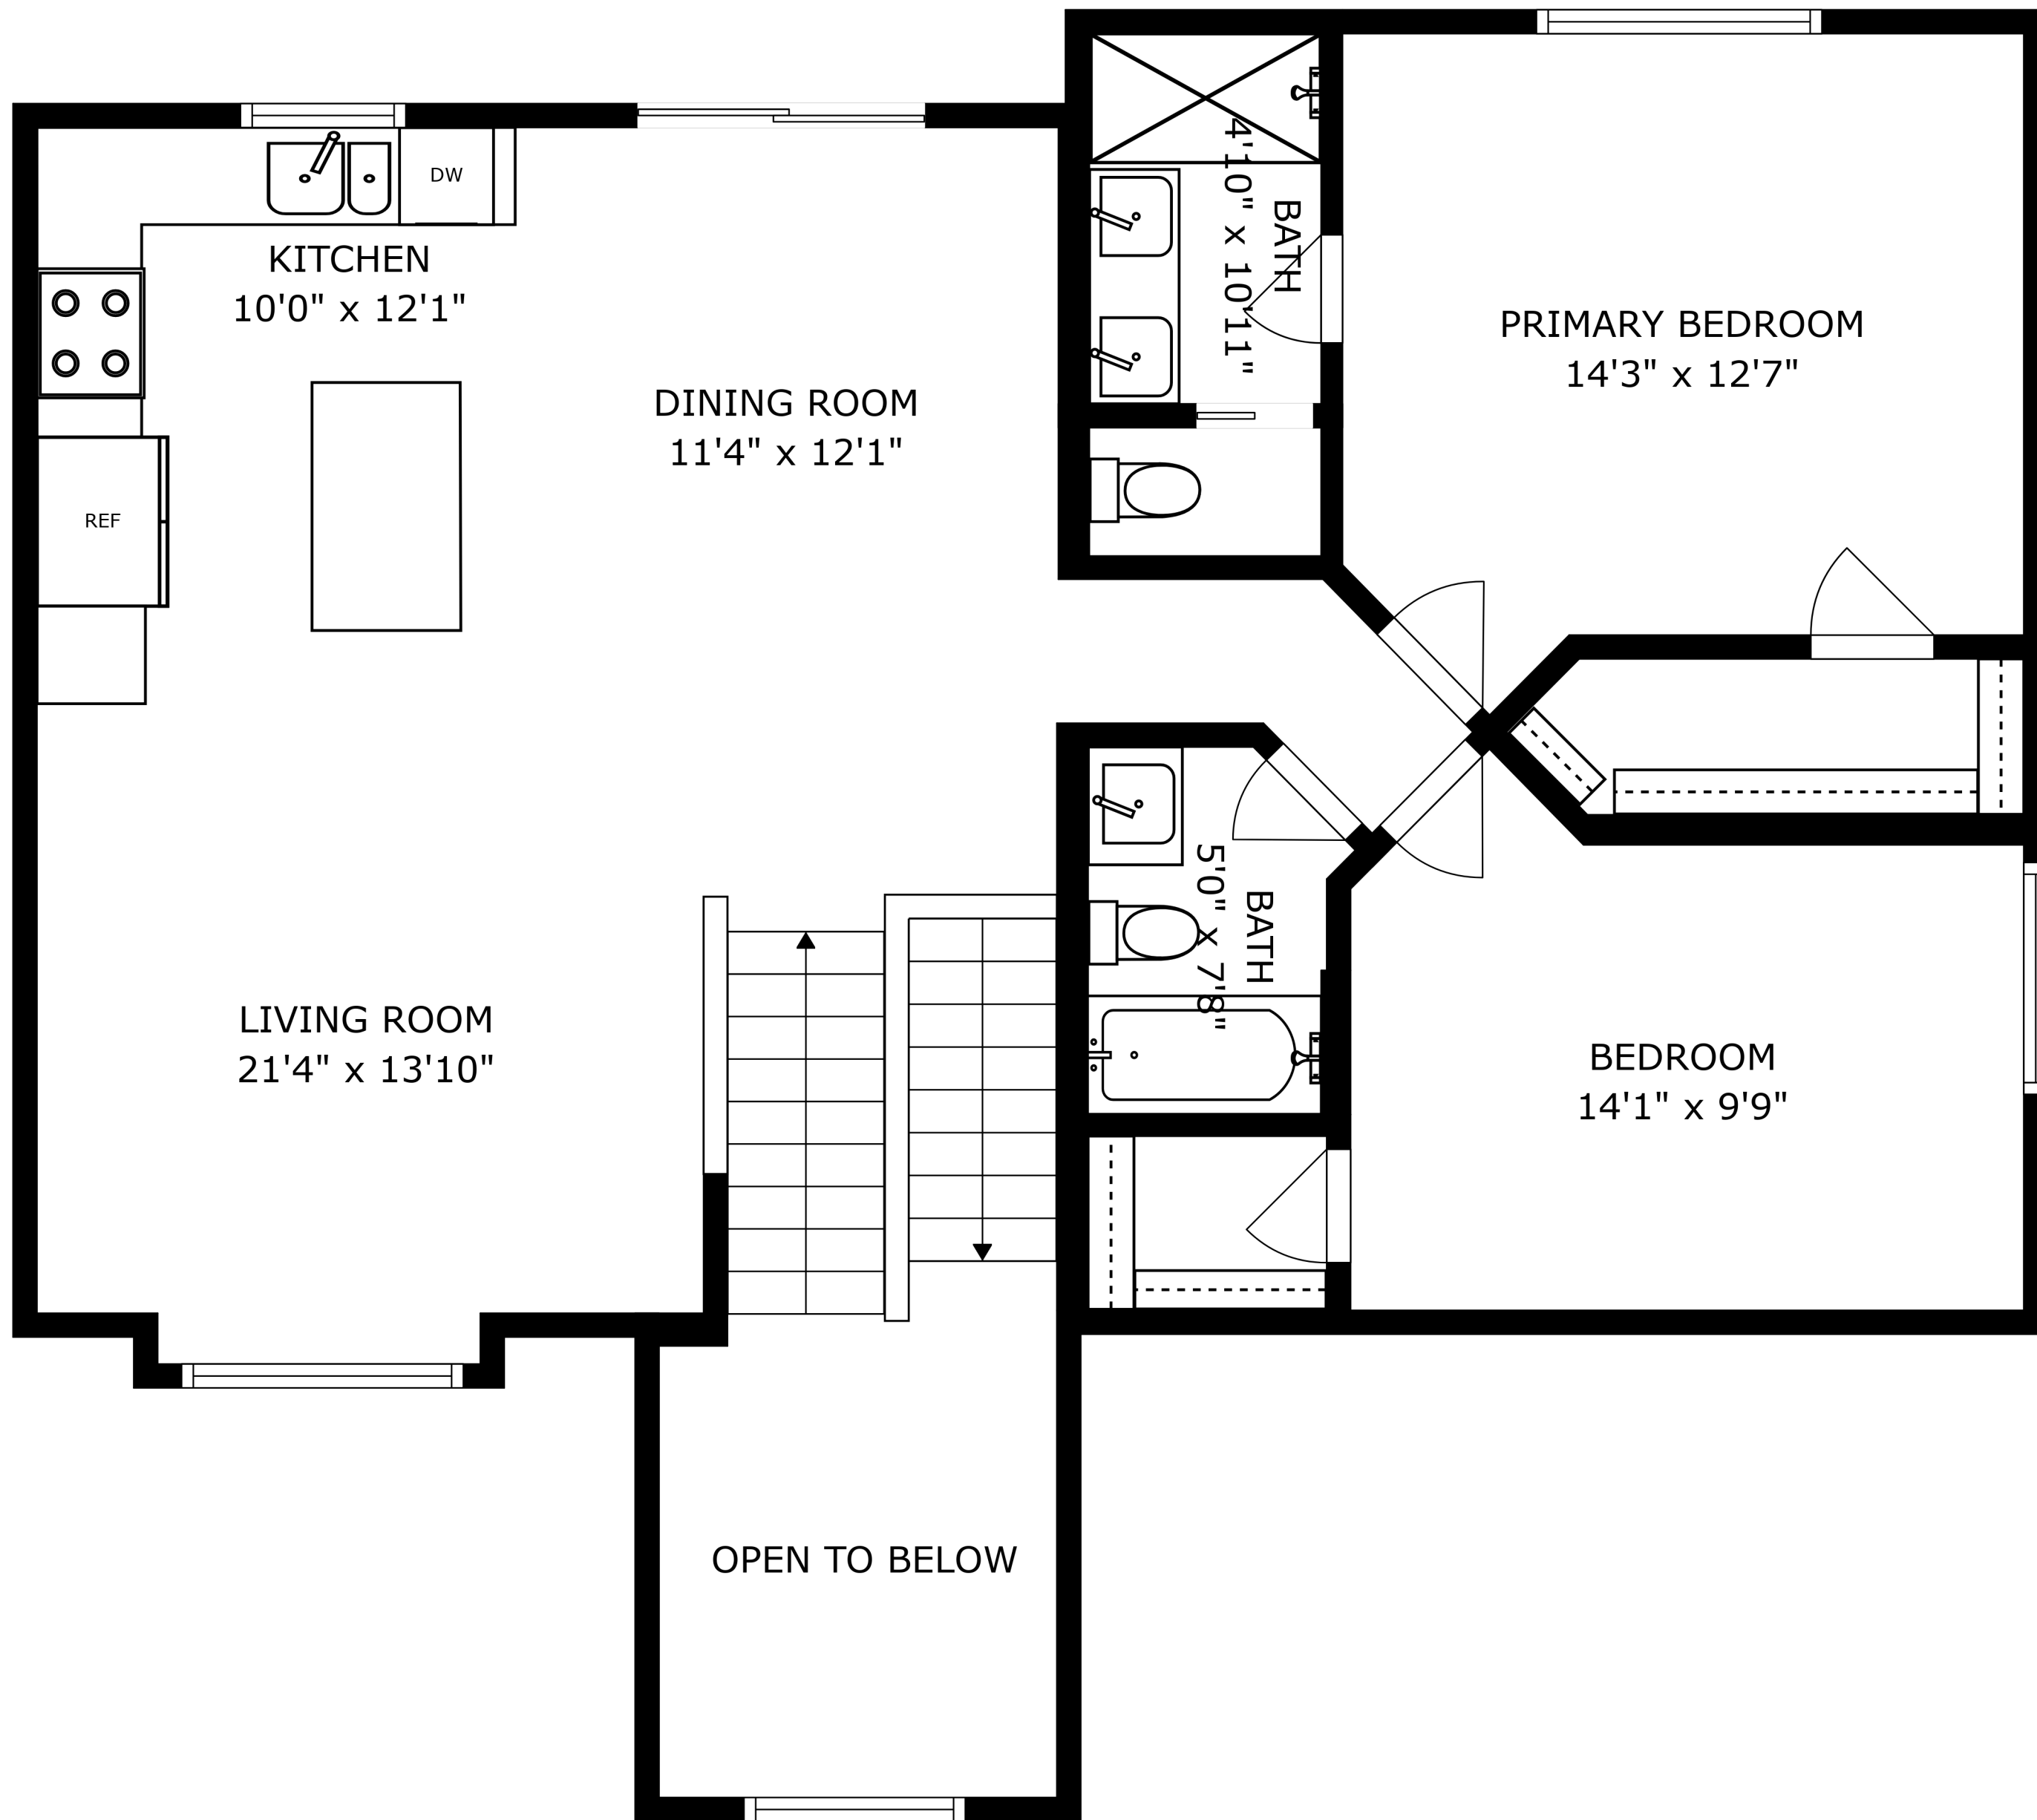 DW
KITCHEN
10'0" x 12'1"
REF
DINING ROOM
11'4" x 12'1"
BATH
4'10" x 10'11"
PRIMARY BEDROOM
14'3" x 12'7"
LIVING ROOM
21'4" x 13'10"
BATH
5'0" x 7'8"
BEDROOM
14'1" x 9'9"
OPEN TO BELOW